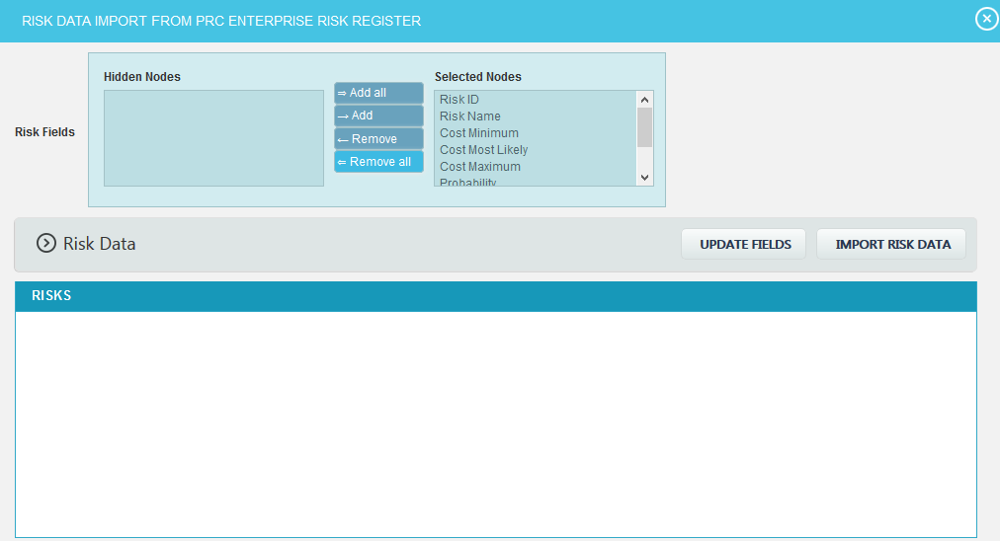 RISK DATA IMPORT FROM PRC ENTERPRISE RISK REGISTER
Risk Fields
Hidden Nodes
⇒ Add all
→ Add
← Remove
⇐ Remove all
Selected Nodes
Risk ID
Risk Name
Cost Minimum
Cost Most Likely
Cost Maximum
Probability
Risk Data
UPDATE FIELDS
IMPORT RISK DATA
RISKS